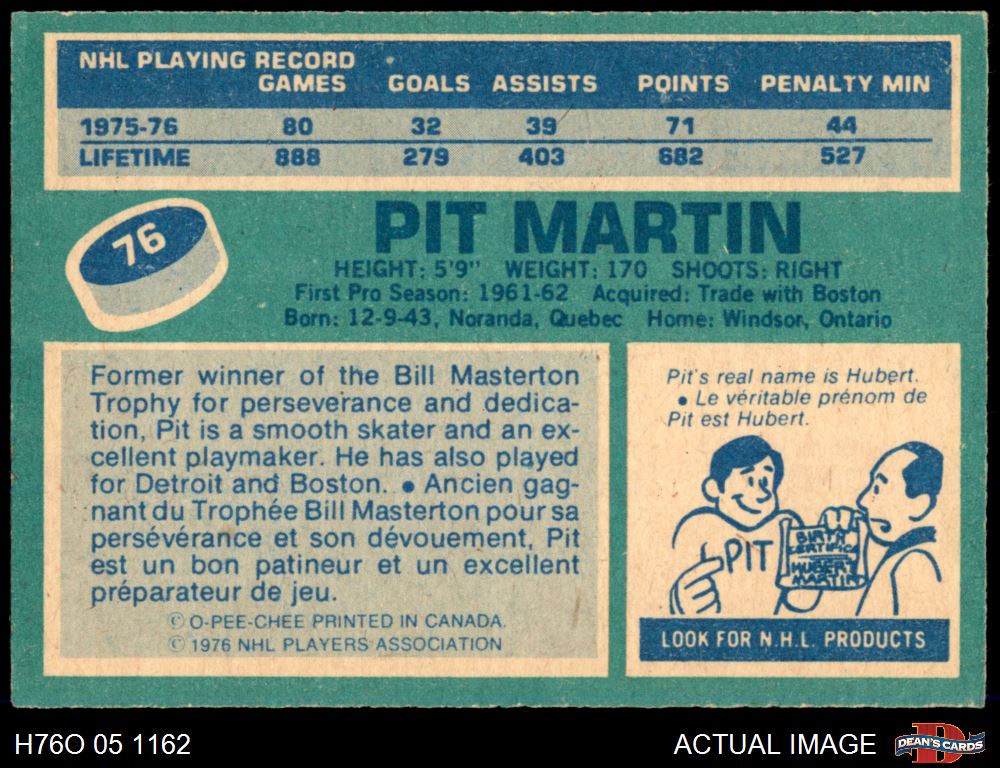 NHL PLAYING RECORD
GAMES GOALS ASSISTS POINTS PENALTY MIN
1975-76 80 32 39 71 44
LIFETIME 888 279 403 682 527
76
PIT MARTIN
HEIGHT: 5'9" WEIGHT: 170 SHOOTS: RIGHT
First Pro Season: 1961-62 Acquired: Trade with Boston
Born: 12-9-43, Noranda, Quebec Home: Windsor, Ontario
Former winner of the Bill Masterton
Trophy for perseverance and dedica-
tion, Pit is a smooth skater and an ex-
cellent playmaker. He has also played
for Detroit and Boston. • Ancien gag-
nant du Trophée Bill Masterton pour sa
persévérance et son dévouement, Pit
est un bon patineur et un excellent
préparateur de jeu.
© O-PEE-CHEE PRINTED IN CANADA.
© 1976 NHL PLAYERS ASSOCIATION
Pit's real name is Hubert.
• Le véritable prénom de
Pit est Hubert.
PIT
BIRTH
CERTIFICA
HUBERT
MARTIN
LOOK FOR N.H.L. PRODUCTS
H76O 05 1162
ACTUAL IMAGE
D
DEAN'S CARDS